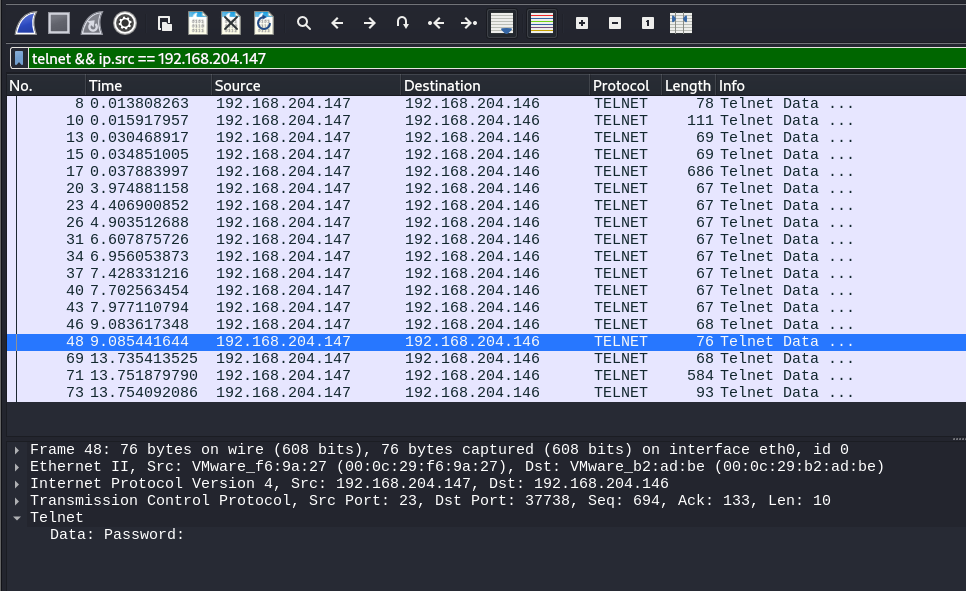 telnet && ip.src == 192.168.204.147
No. Time Source Destination Protocol Length Info
8 0.013808263 192.168.204.147 192.168.204.146 TELNET 78 Telnet Data ...
10 0.015917957 192.168.204.147 192.168.204.146 TELNET 111 Telnet Data ...
13 0.030468917 192.168.204.147 192.168.204.146 TELNET 69 Telnet Data ...
15 0.034851005 192.168.204.147 192.168.204.146 TELNET 69 Telnet Data ...
17 0.037883997 192.168.204.147 192.168.204.146 TELNET 686 Telnet Data ...
20 3.974881158 192.168.204.147 192.168.204.146 TELNET 67 Telnet Data ...
23 4.406900852 192.168.204.147 192.168.204.146 TELNET 67 Telnet Data ...
26 4.903512688 192.168.204.147 192.168.204.146 TELNET 67 Telnet Data ...
31 6.607875726 192.168.204.147 192.168.204.146 TELNET 67 Telnet Data ...
34 6.956053873 192.168.204.147 192.168.204.146 TELNET 67 Telnet Data ...
37 7.428331216 192.168.204.147 192.168.204.146 TELNET 67 Telnet Data ...
40 7.702563454 192.168.204.147 192.168.204.146 TELNET 67 Telnet Data ...
43 7.977110794 192.168.204.147 192.168.204.146 TELNET 67 Telnet Data ...
46 9.083617348 192.168.204.147 192.168.204.146 TELNET 68 Telnet Data ...
48 9.085441644 192.168.204.147 192.168.204.146 TELNET 76 Telnet Data ...
69 13.735413525 192.168.204.147 192.168.204.146 TELNET 68 Telnet Data ...
71 13.751879790 192.168.204.147 192.168.204.146 TELNET 584 Telnet Data ...
73 13.754092086 192.168.204.147 192.168.204.146 TELNET 93 Telnet Data ...
Frame 48: 76 bytes on wire (608 bits), 76 bytes captured (608 bits) on interface eth0, id 0
Ethernet II, Src: VMware_f6:9a:27 (00:0c:29:f6:9a:27), Dst: VMware_b2:ad:be (00:0c:29:b2:ad:be)
Internet Protocol Version 4, Src: 192.168.204.147, Dst: 192.168.204.146
Transmission Control Protocol, Src Port: 23, Dst Port: 37738, Seq: 694, Ack: 133, Len: 10
Telnet
Data: Password: